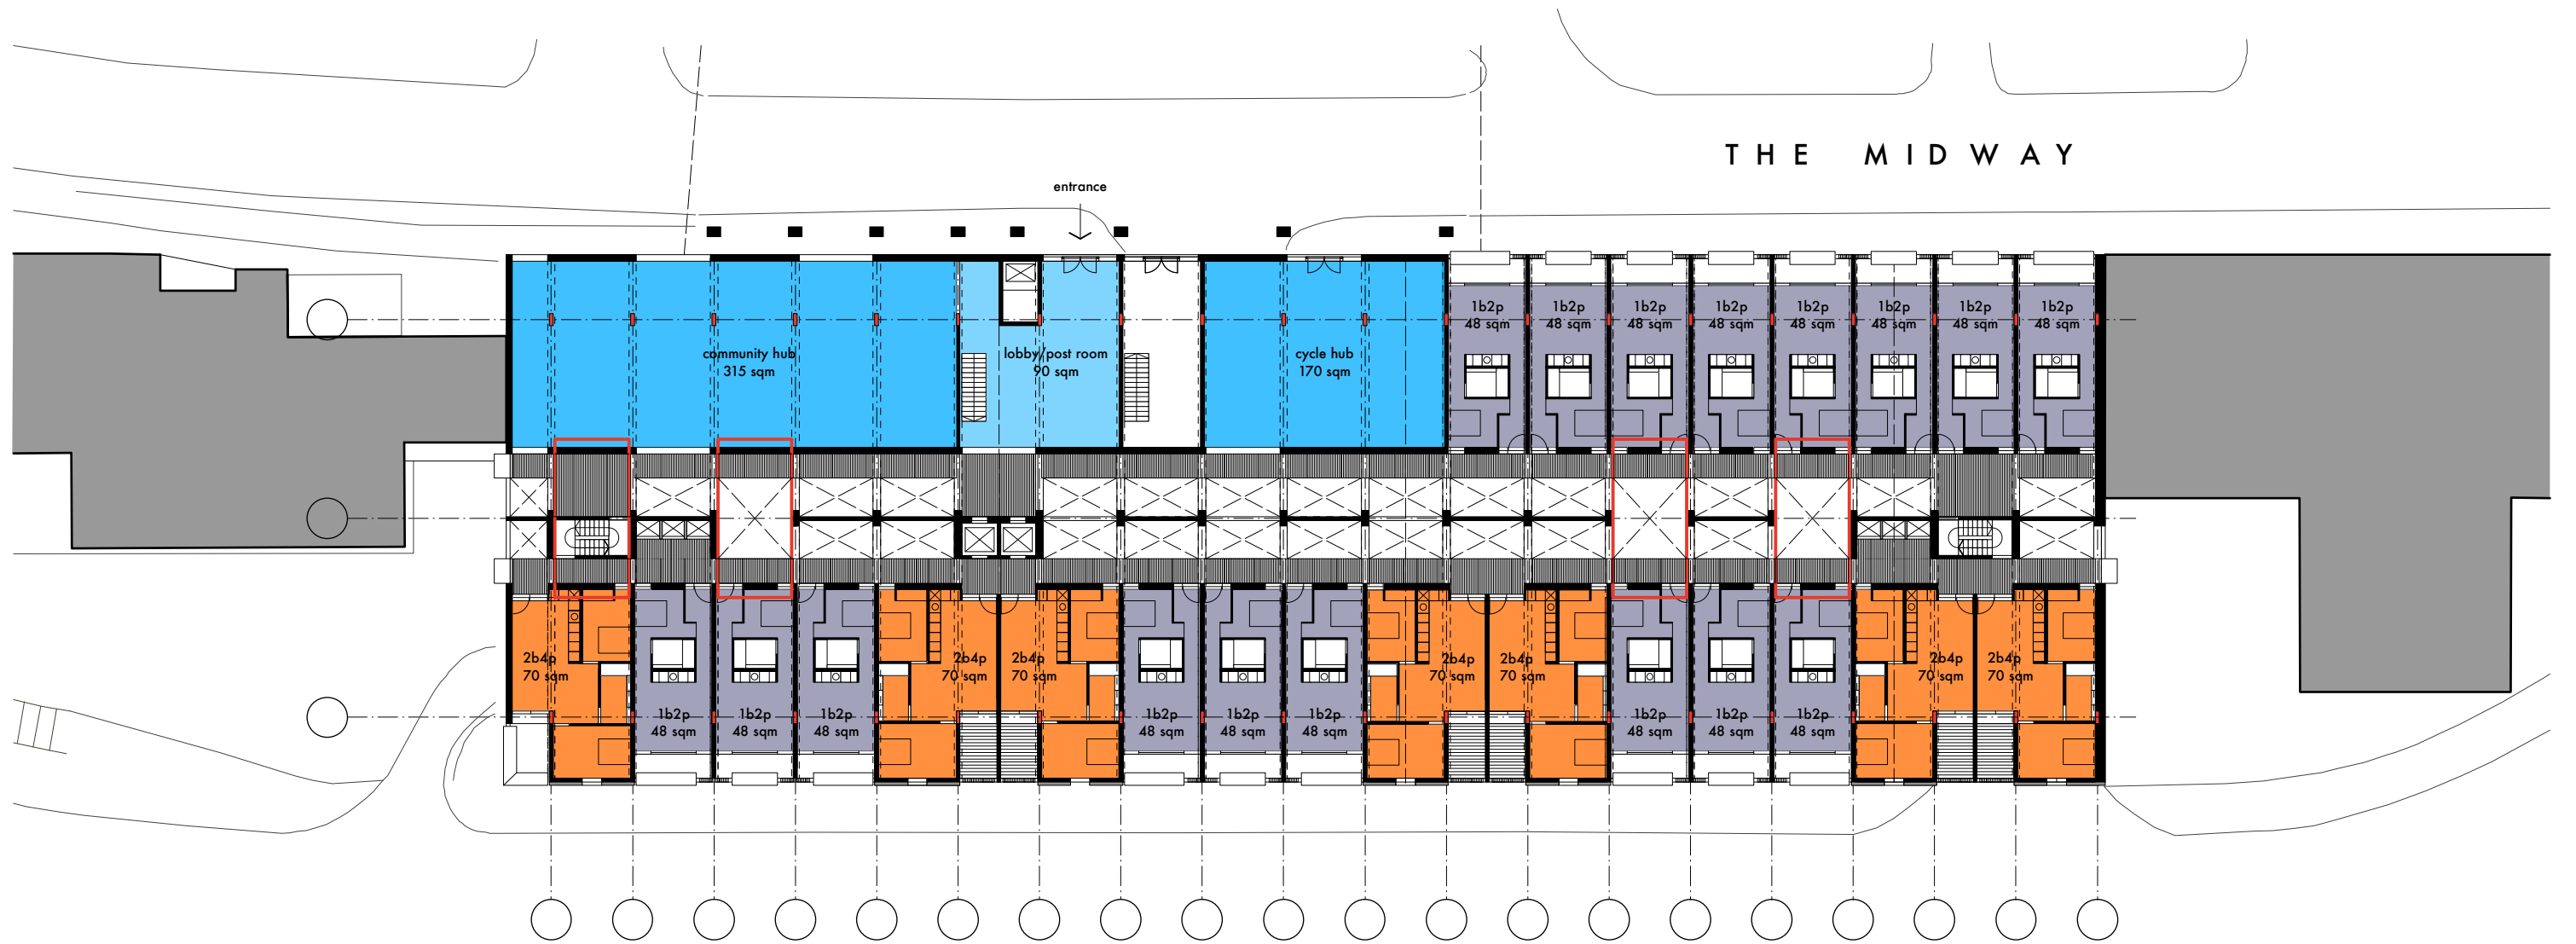 THE MIDWAY
entrance
1b2p 1b2p 1b2p 1b2p 1b2p 1b2p 1b2p 1b2p
48 sqm 48 sqm 48 sqm 48 sqm 48 sqm 48 sqm 48 sqm 48 sqm
community hub lobby/post room cycle hub
315 sqm 90 sqm 170 sqm
2b4p 2b4p 2b4p 2b4p 2b4p 2b4p 2b4p
70 sqm 70 sqm 70 sqm 70 sqm 70 sqm 70 sqm 70 sqm
1b2p 1b2p 1b2p 1b2p 1b2p 1b2p 1b2p 1b2p 1b2p
48 sqm 48 sqm 48 sqm 48 sqm 48 sqm 48 sqm 48 sqm 48 sqm 48 sqm